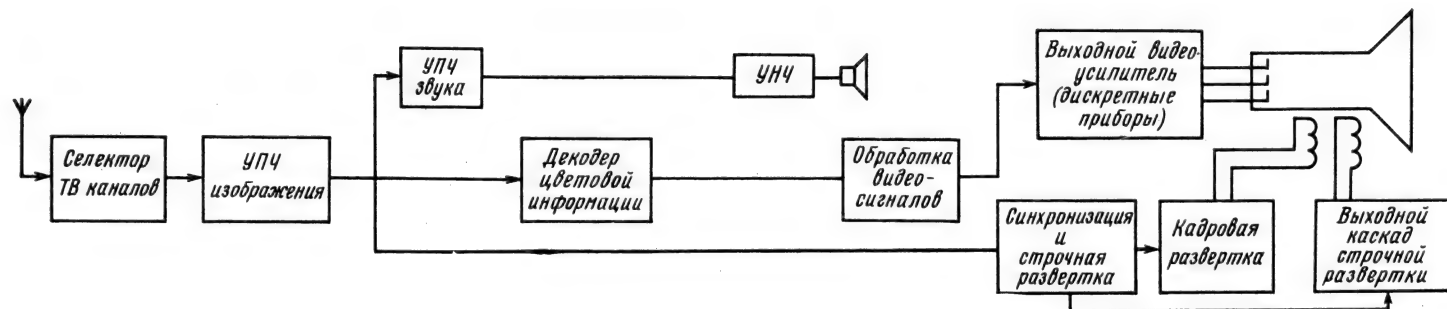 Селектор
ТВ каналов
УПЧ
изображения
УПЧ
звука
УНЧ
Декодер
цветовой
информации
Обработка
видео-
сигналов
Выходной видео-
усилитель
(дискретные
приборы)
Синхронизация
и
строчная
развертка
Кадровая
развертка
Выходной
каскад
строчной
развертки